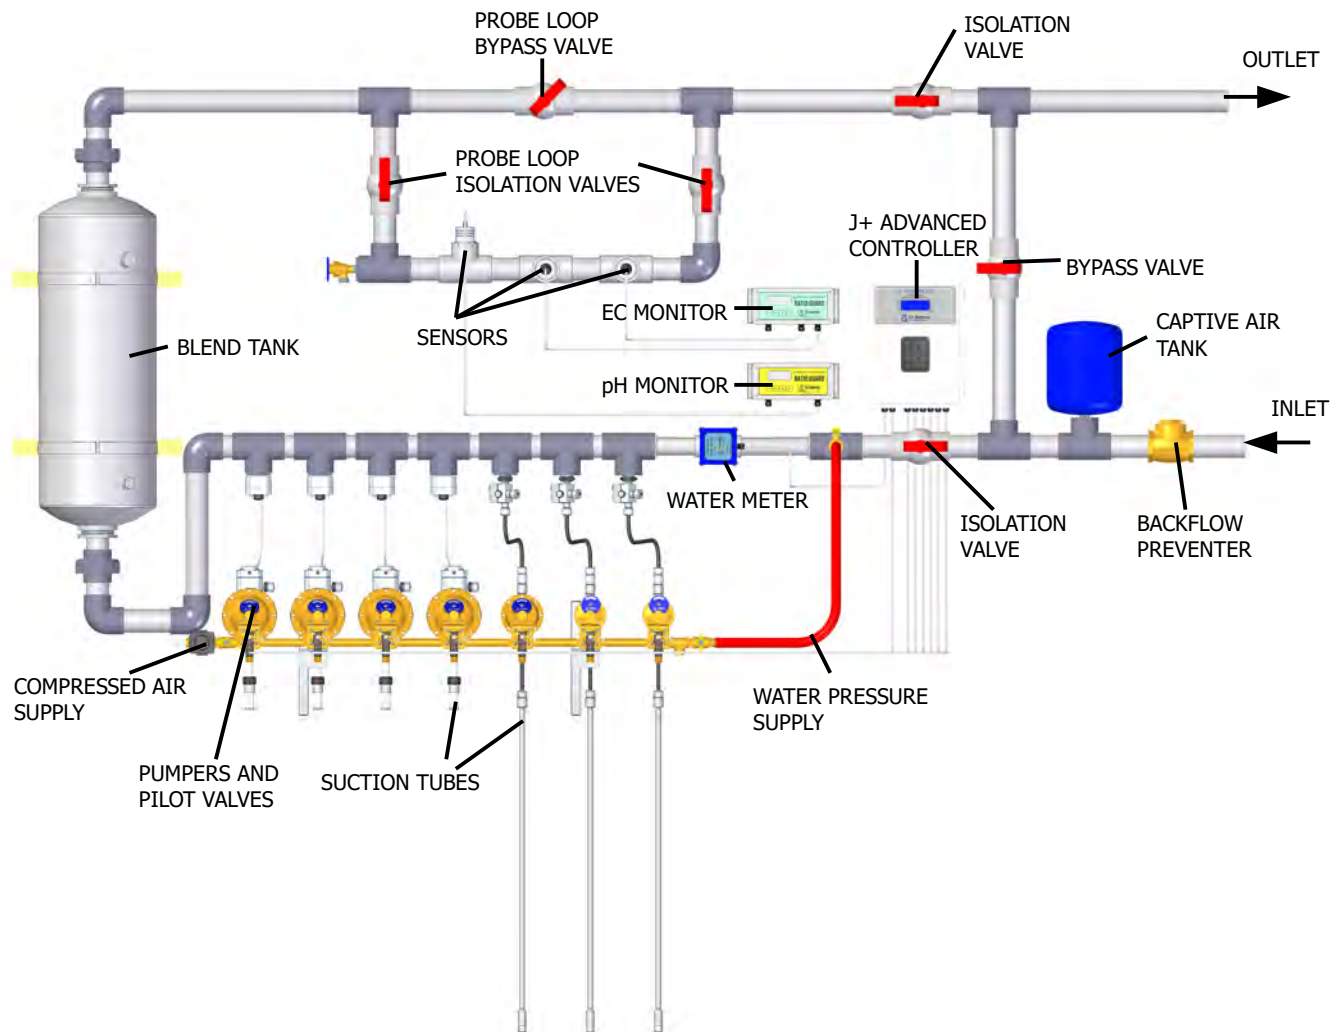 PROBE LOOP
BYPASS VALVE
ISOLATION
VALVE
OUTLET
PROBE LOOP
ISOLATION VALVES
J+ ADVANCED
CONTROLLER
BYPASS VALVE
SENSORS
EC MONITOR
CAPTIVE AIR
TANK
BLEND TANK
pH MONITOR
INLET
WATER METER
ISOLATION
VALVE
BACKFLOW
PREVENTER
COMPRESSED AIR
SUPPLY
WATER PRESSURE
SUPPLY
PUMPERS AND
PILOT VALVES
SUCTION TUBES